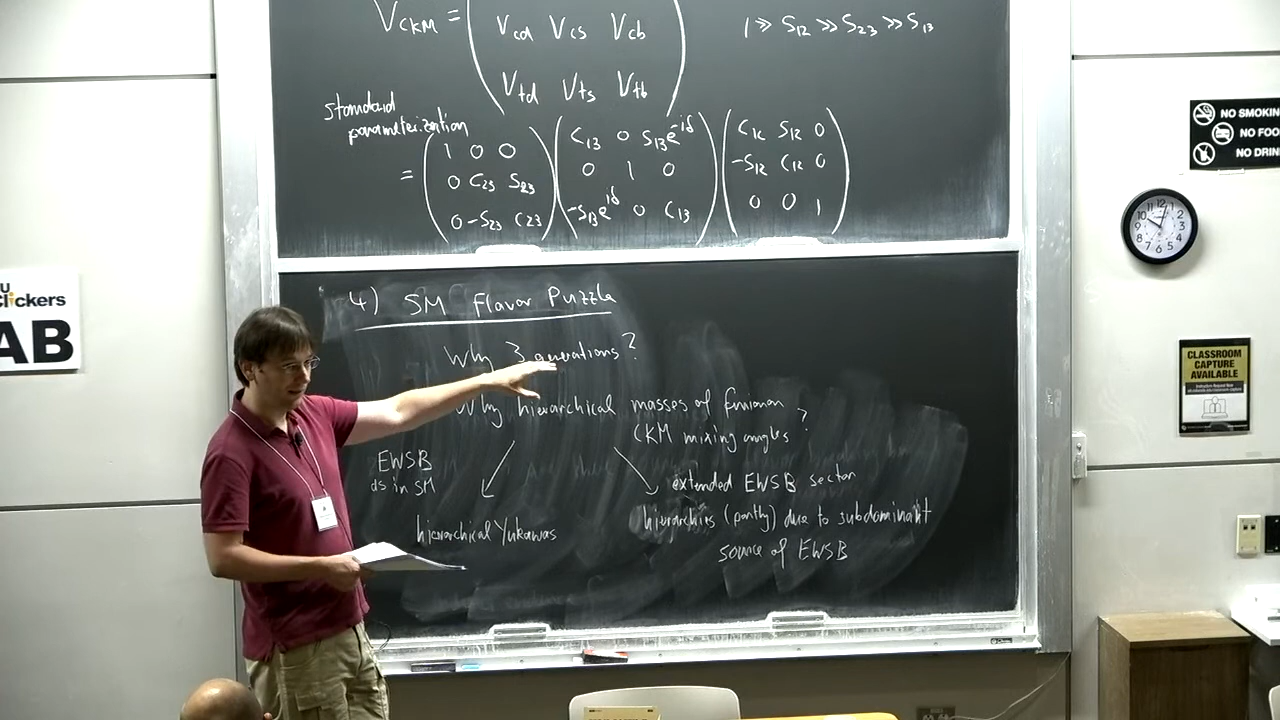 V_CKM = ( V_cd V_cs V_cb
V_td V_ts V_tb )
1 >> S_12 >> S_23 >> S_13
standard
parameterization
= ( 1 0 0 ) ( C_13 0 S_13 e^-iδ ) ( C_12 S_12 0 )
( 0 C_23 S_23 ) ( 0 1 0 ) ( -S_12 C_12 0 )
( 0 -S_23 C_23 ) ( -S_13 e^iδ 0 C_13 ) ( 0 0 1 )
4) SM Flavor Puzzle
Why 3 generations?
Why hierarchical masses of fermion
CKM mixing angles ?
EWSB
as in SM
hierarchical Yukawas
extended EWSB sector
hierarchies (partly) due to subdominant
source of EWSB
U
clickers
AB
NO SMOKIN
NO FOO
NO DRIN
CLASSROOM
CAPTURE
AVAILABLE